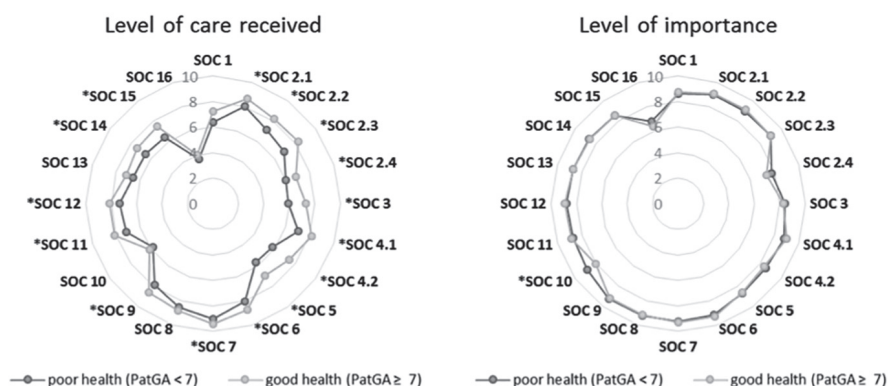 Level of care received
SOC 1
*SOC 2.1
*SOC 2.2
*SOC 2.3
*SOC 2.4
*SOC 3
*SOC 4.1
*SOC 4.2
*SOC 5
*SOC 6
*SOC 7
SOC 8
*SOC 9
SOC 10
*SOC 11
*SOC 12
SOC 13
*SOC 14
*SOC 15
SOC 16
10
8
6
4
2
0
poor health (PatGA < 7)
good health (PatGA ≥ 7)
Level of importance
SOC 1
SOC 2.1
SOC 2.2
SOC 2.3
SOC 2.4
SOC 3
SOC 4.1
SOC 4.2
SOC 5
SOC 6
SOC 7
SOC 8
SOC 9
*SOC 10
SOC 11
SOC 12
SOC 13
SOC 14
SOC 15
SOC 16
10
8
6
4
2
0
poor health (PatGA < 7)
good health (PatGA ≥ 7)